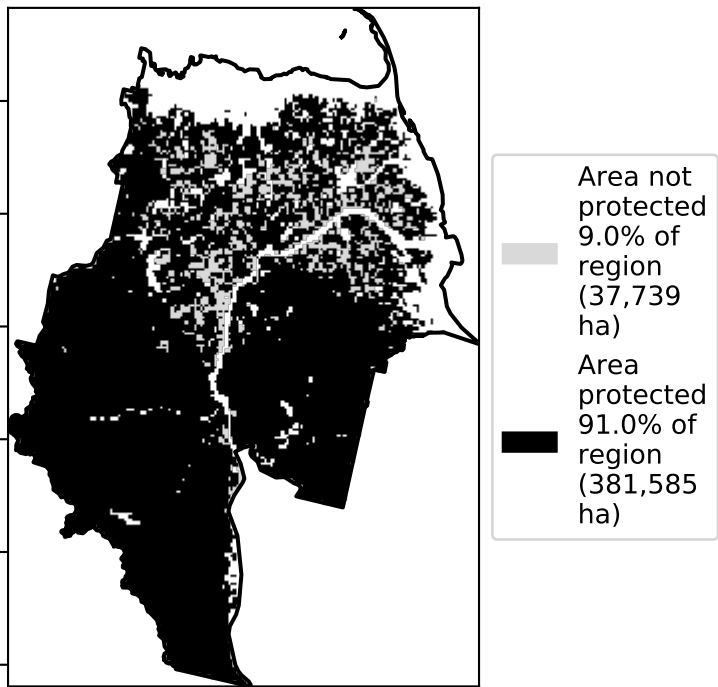 Area not
protected
9.0% of
region
(37,739
ha)
Area
protected
91.0% of
region
(381,585
ha)